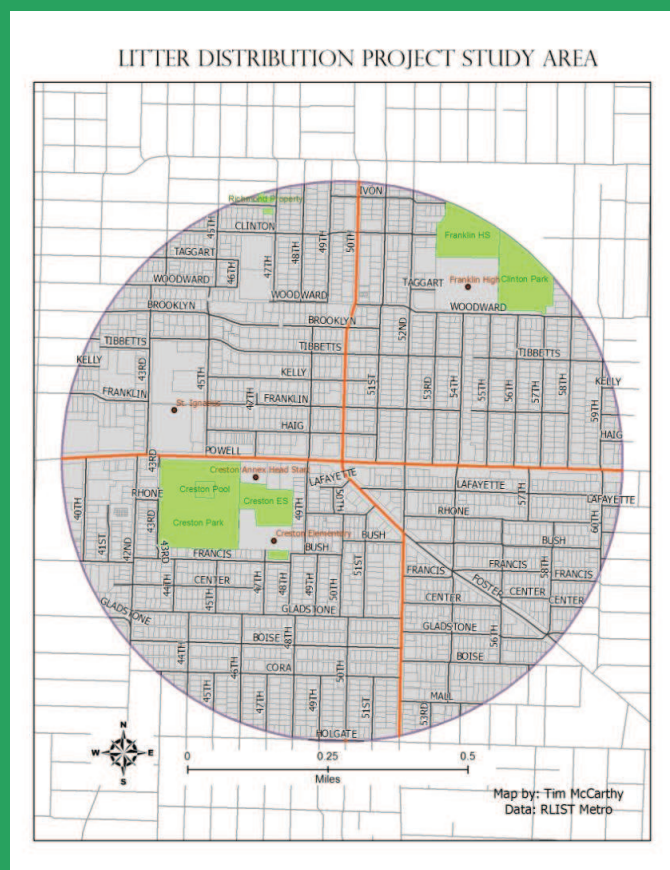 LITTER DISTRIBUTION PROJECT STUDY AREA
IVON
Richmond Property
45TH
CLINTON
50TH
49TH
48TH
47TH
Franklin HS
TAGGART
46TH
WOODWARD
WOODWARD
TAGGART
Franklin High
Clinton Park
BROOKLYN
BROOKLYN
WOODWARD
52ND
TIBBETTS
TIBBETTS
TIBBETTS
KELLY
43RD
45TH
KELLY
47TH
51ST
53RD
54TH
55TH
56TH
57TH
58TH
KELLY
59TH
FRANKLIN
FRANKLIN
St. Ignatius
HAIG
HAIG
POWELL
43RD
Creston Annex Head Start
LAFAYETTE
LAFAYETTE
57TH
LAFAYETTE
40TH
RHONE
Creston Pool
Creston ES
49TH
50TH
RHONE
60TH
43RD
Creston Park
Creston Elementary
BUSH
BUSH
BUSH
41ST
42ND
43RD
FRANCIS
51ST
FRANCIS
FRANCIS
58TH
FRANCIS
44TH
CENTER
45TH
47TH
48TH
49TH
50TH
FOSTER
CENTER
CENTER
CENTER
GLADSTONE
GLADSTONE
GLADSTONE
56TH
BOISE
48TH
BOISE
44TH
46TH
CORA
50TH
45TH
47TH
49TH
51ST
MALL
53RD
HOLGATE
N
W
E
S
0 0.25 0.5
Miles
Map by: Tim McCarthy
Data: RLIST Metro